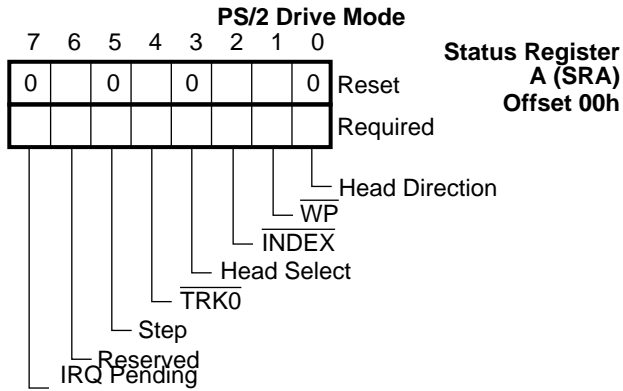 PS/2 Drive Mode
7 6 5 4 3 2 1 0
Status Register
A (SRA)
Offset 00h
0 0 0 0 Reset
Required
Head Direction
WP
INDEX
Head Select
TRK0
Step
Reserved
IRQ Pending